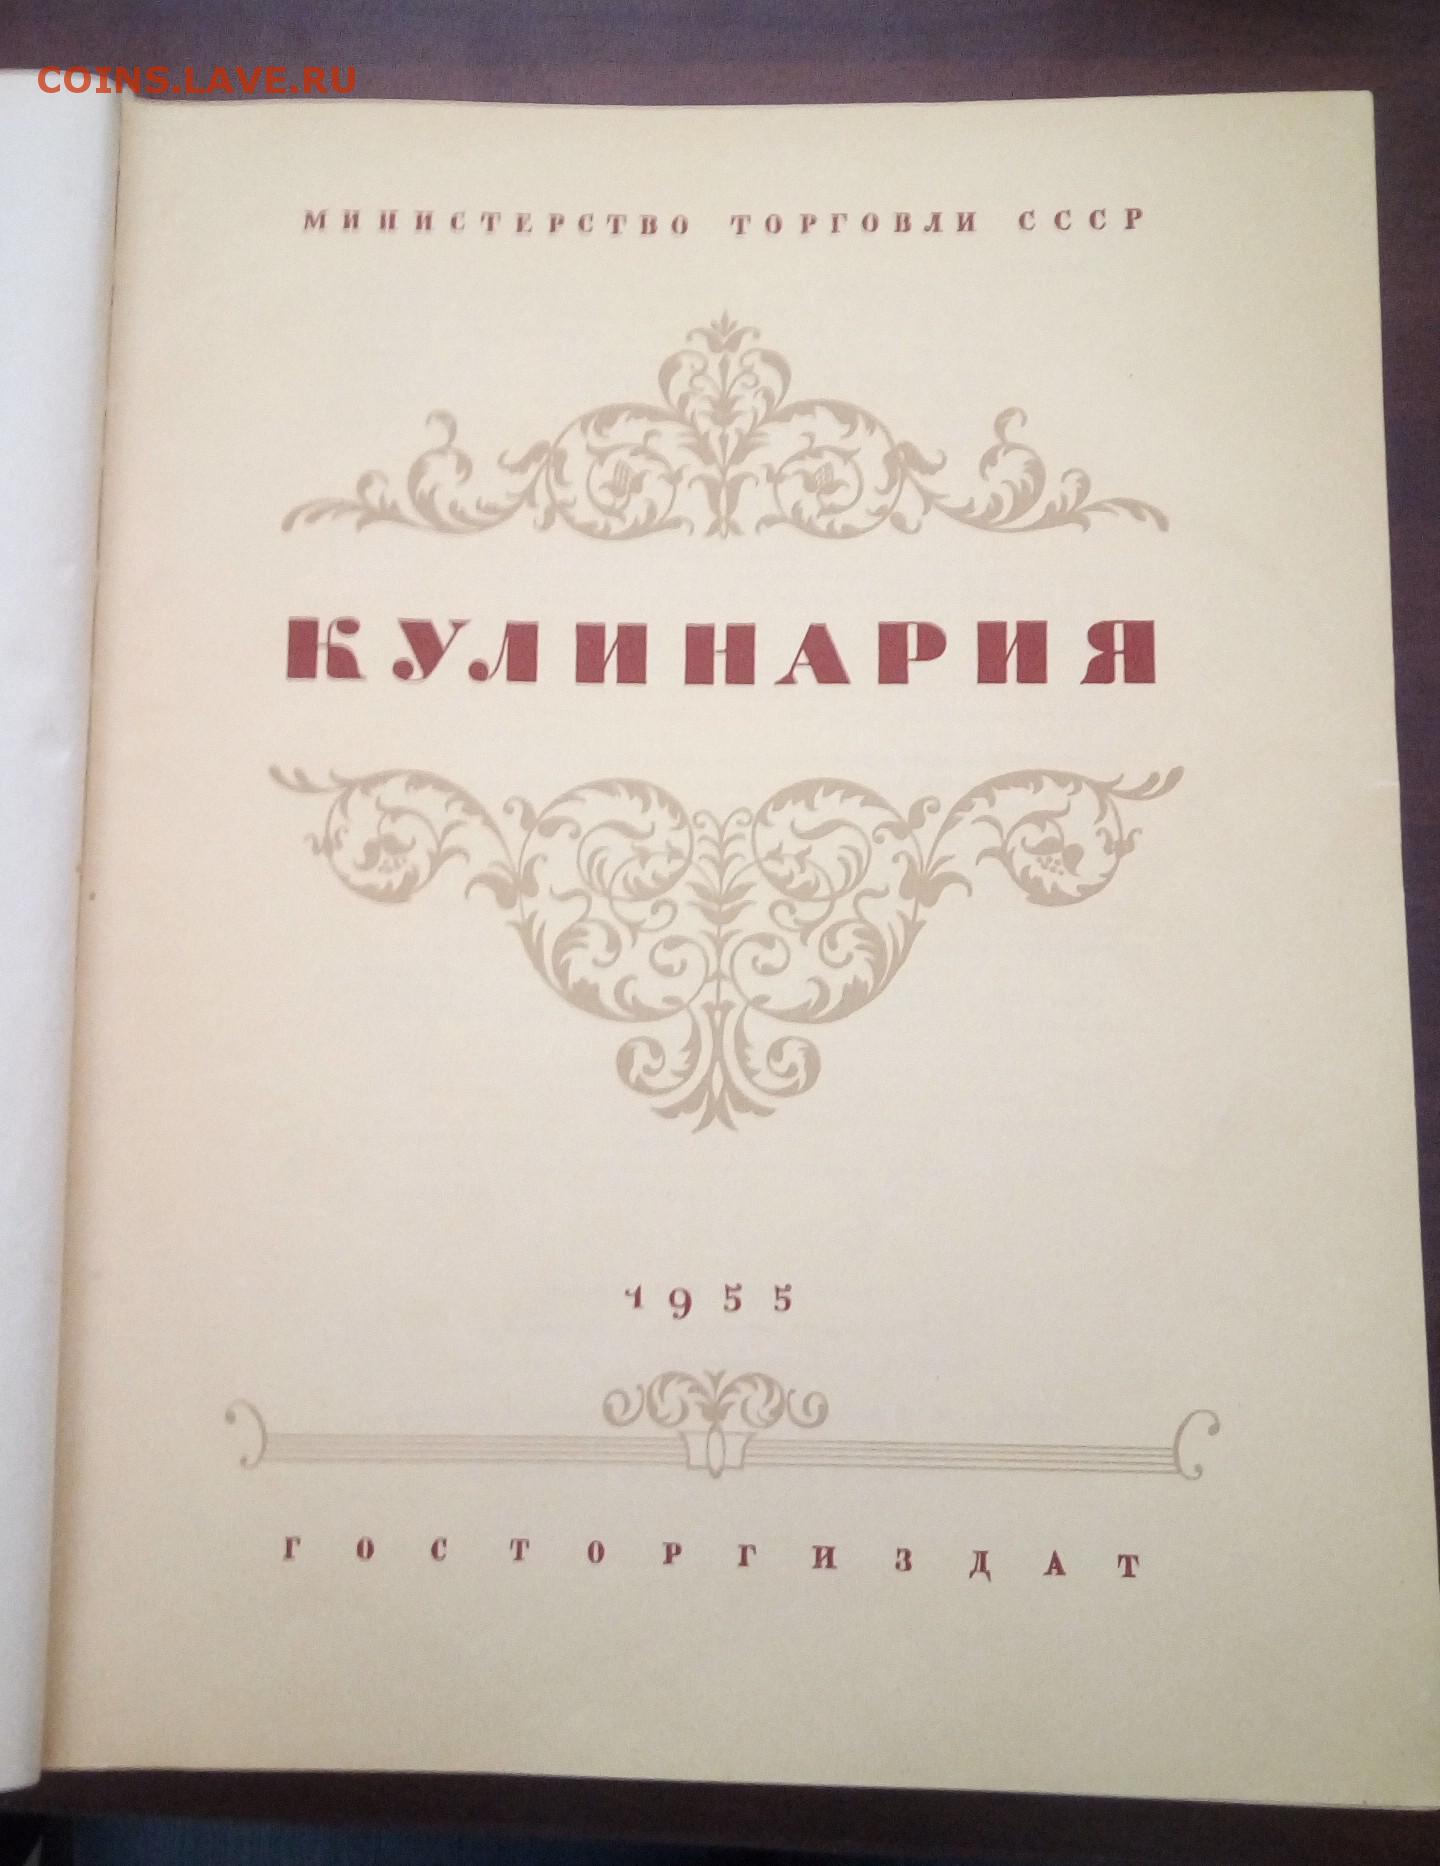 COINS.LAVE.RU
МИНИСТЕРСТВО ТОРГОВЛИ СССР
КУЛИНАРИЯ
1955
ГОСТОРГИЗДАТ